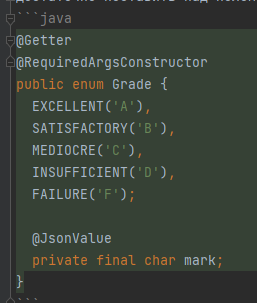 ```java
@Getter
@RequiredArgsConstructor
public enum Grade {
  EXCELLENT('A'),
  SATISFACTORY('B'),
  MEDIOCRE('C'),
  INSUFFICIENT('D'),
  FAILURE('F');

  @JsonValue
  private final char mark;
}
```